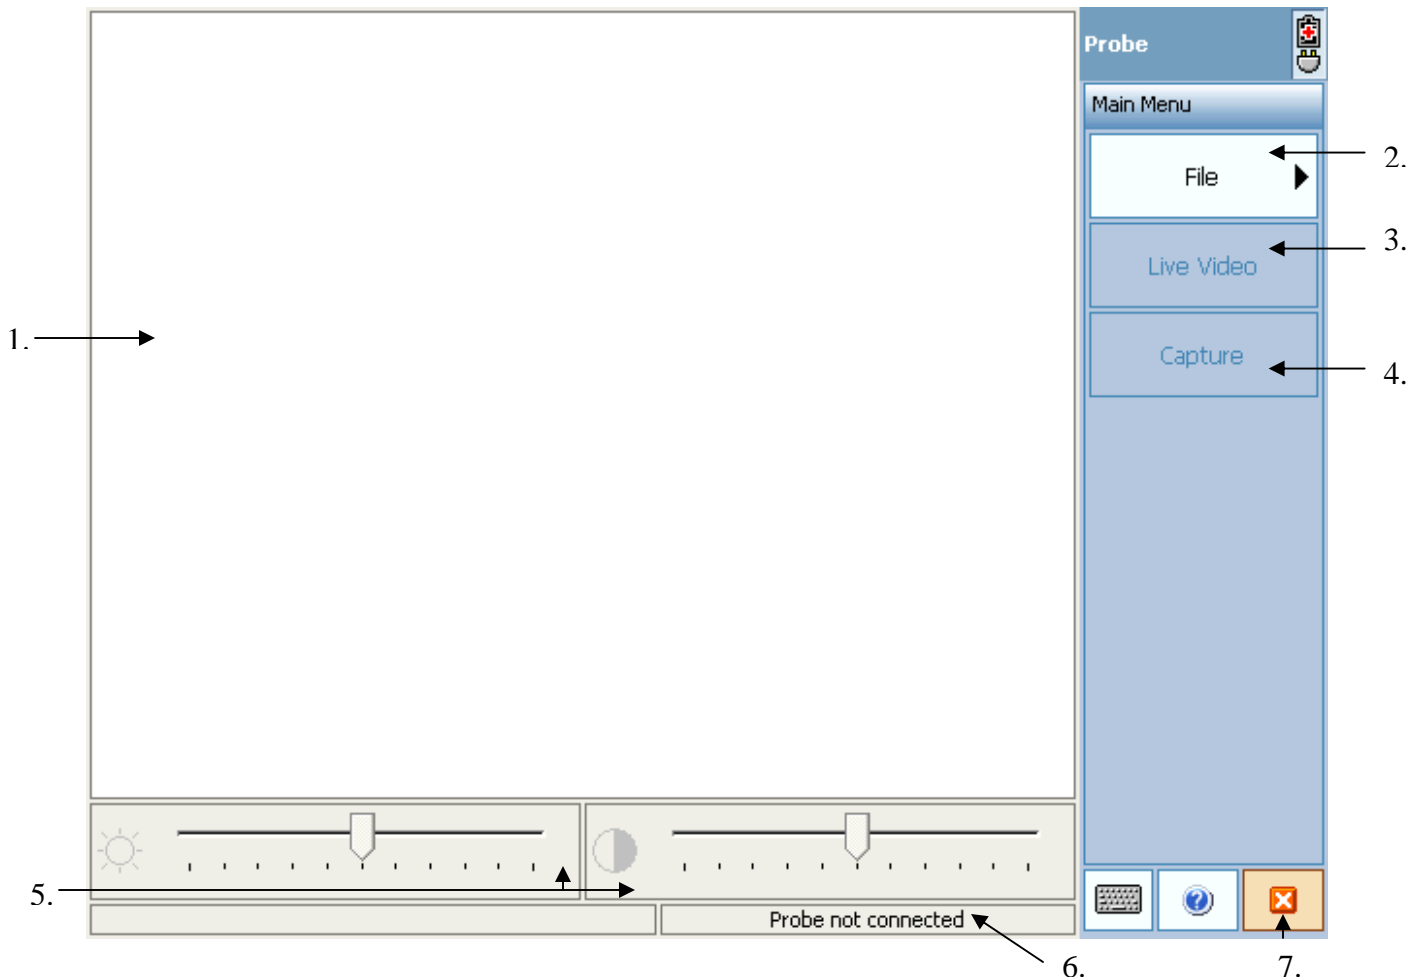 Probe
Main Menu
2.
File
3.
Live Video
1.
Capture
4.
5.
Probe not connected
6.
7.